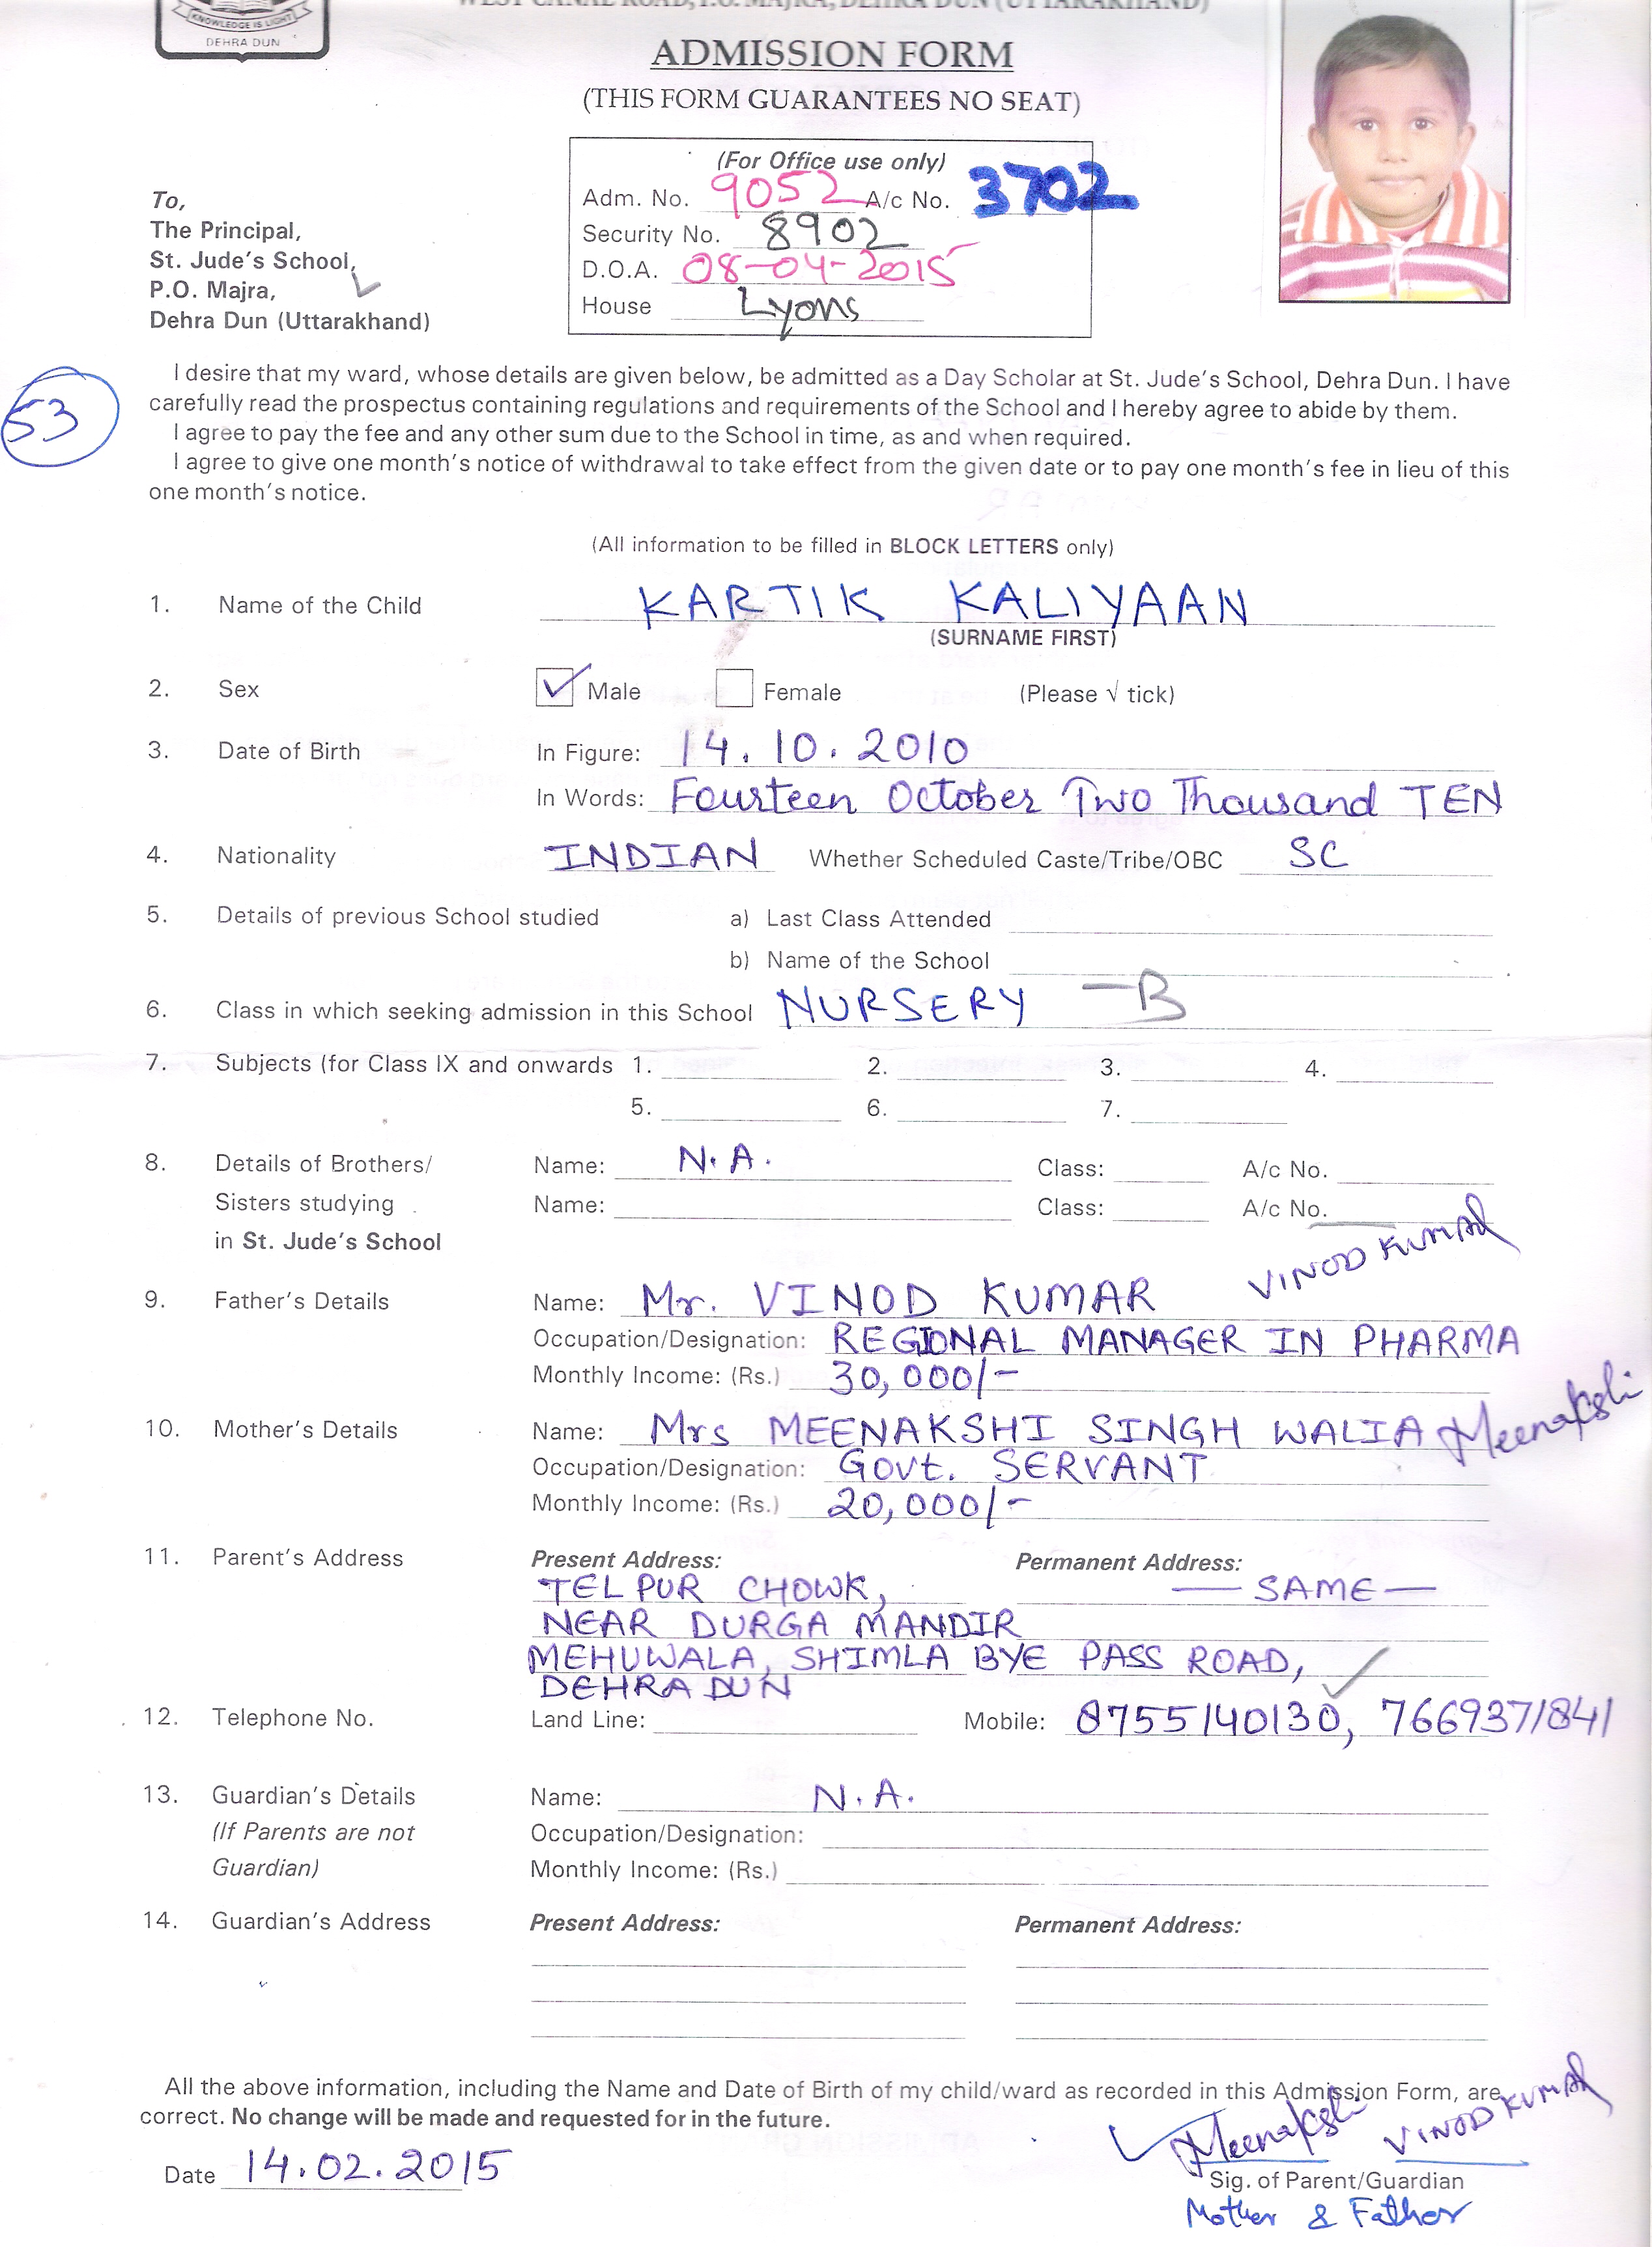 KNOWLEDGE IS LIGHT
DEHRA DUN
WEST CANAL ROAD, P.O. MAJRA, DEHRA DUN (UTTARAKHAND)
ADMISSION FORM
(THIS FORM GUARANTEES NO SEAT)
(For Office use only)
Adm. No. 9052 A/c No. 3702
Security No. 8902
D.O.A. 08-04-2015
House Lyons
To,
The Principal,
St. Jude's School,
P.O. Majra,
Dehra Dun (Uttarakhand)
53
I desire that my ward, whose details are given below, be admitted as a Day Scholar at St. Jude's School, Dehra Dun. I have
carefully read the prospectus containing regulations and requirements of the School and I hereby agree to abide by them.
I agree to pay the fee and any other sum due to the School in time, as and when required.
I agree to give one month's notice of withdrawal to take effect from the given date or to pay one month's fee in lieu of this
one month's notice.
(All information to be filled in BLOCK LETTERS only)
1. Name of the Child KARTIK KALIYAAN
(SURNAME FIRST)
2. Sex ✓ Male Female (Please √ tick)
3. Date of Birth In Figure: 14.10.2010
In Words: Fourteen October Two Thousand TEN
4. Nationality INDIAN Whether Scheduled Caste/Tribe/OBC SC
5. Details of previous School studied a) Last Class Attended
b) Name of the School
6. Class in which seeking admission in this School NURSERY -B
7. Subjects (for Class IX and onwards 1. 2. 3. 4.
5. 6. 7.
8. Details of Brothers/ Name: N.A. Class: A/c No.
Sisters studying Name: Class: A/c No.
in St. Jude's School
VINOD KUMAR
9. Father's Details Name: Mr. VINOD KUMAR
Occupation/Designation: REGIONAL MANAGER IN PHARMA
Monthly Income: (Rs.) 30,000/-
10. Mother's Details Name: Mrs MEENAKSHI SINGH WALIA Meenakshi
Occupation/Designation: Govt. SERVANT
Monthly Income: (Rs.) 20,000/-
11. Parent's Address Present Address: Permanent Address:
TELPUR CHOWK, — SAME —
NEAR DURGA MANDIR
MEHUWALA, SHIMLA BYE PASS ROAD,
DEHRADUN
12. Telephone No. Land Line: Mobile: 8755140130, 7669371841
13. Guardian's Details Name: N.A.
(If Parents are not Occupation/Designation:
Guardian) Monthly Income: (Rs.)
14. Guardian's Address Present Address: Permanent Address:
All the above information, including the Name and Date of Birth of my child/ward as recorded in this Admission Form, are
correct. No change will be made and requested for in the future.
Meenakshi VINOD KUMAR
Date 14.02.2015
Sig. of Parent/Guardian
Mother & Father